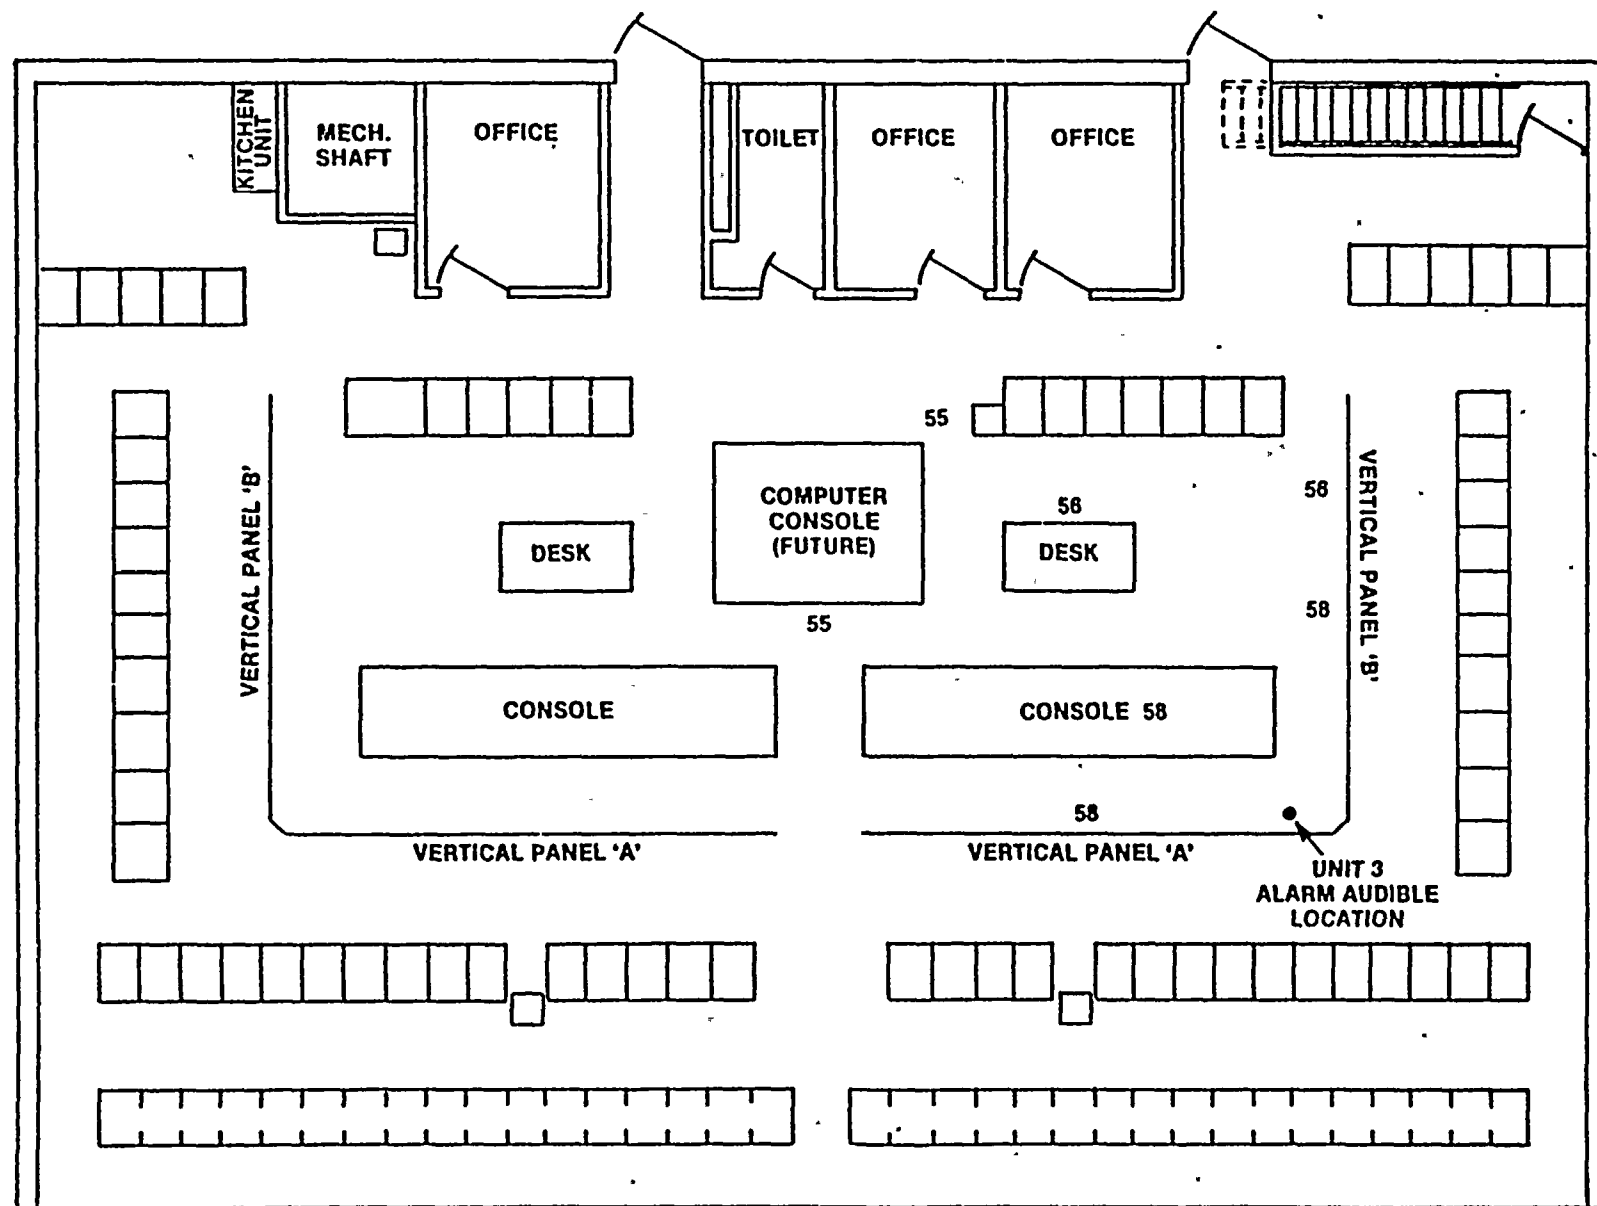 KITCHEN
UNIT
MECH.
SHAFT
OFFICE
TOILET
OFFICE
OFFICE
55
COMPUTER
CONSOLE
(FUTURE)
56
56
DESK
DESK
VERTICAL PANEL 'B'
VERTICAL PANEL 'B'
58
55
CONSOLE
CONSOLE 58
58
VERTICAL PANEL 'A'
VERTICAL PANEL 'A'
UNIT 3
ALARM AUDIBLE
LOCATION